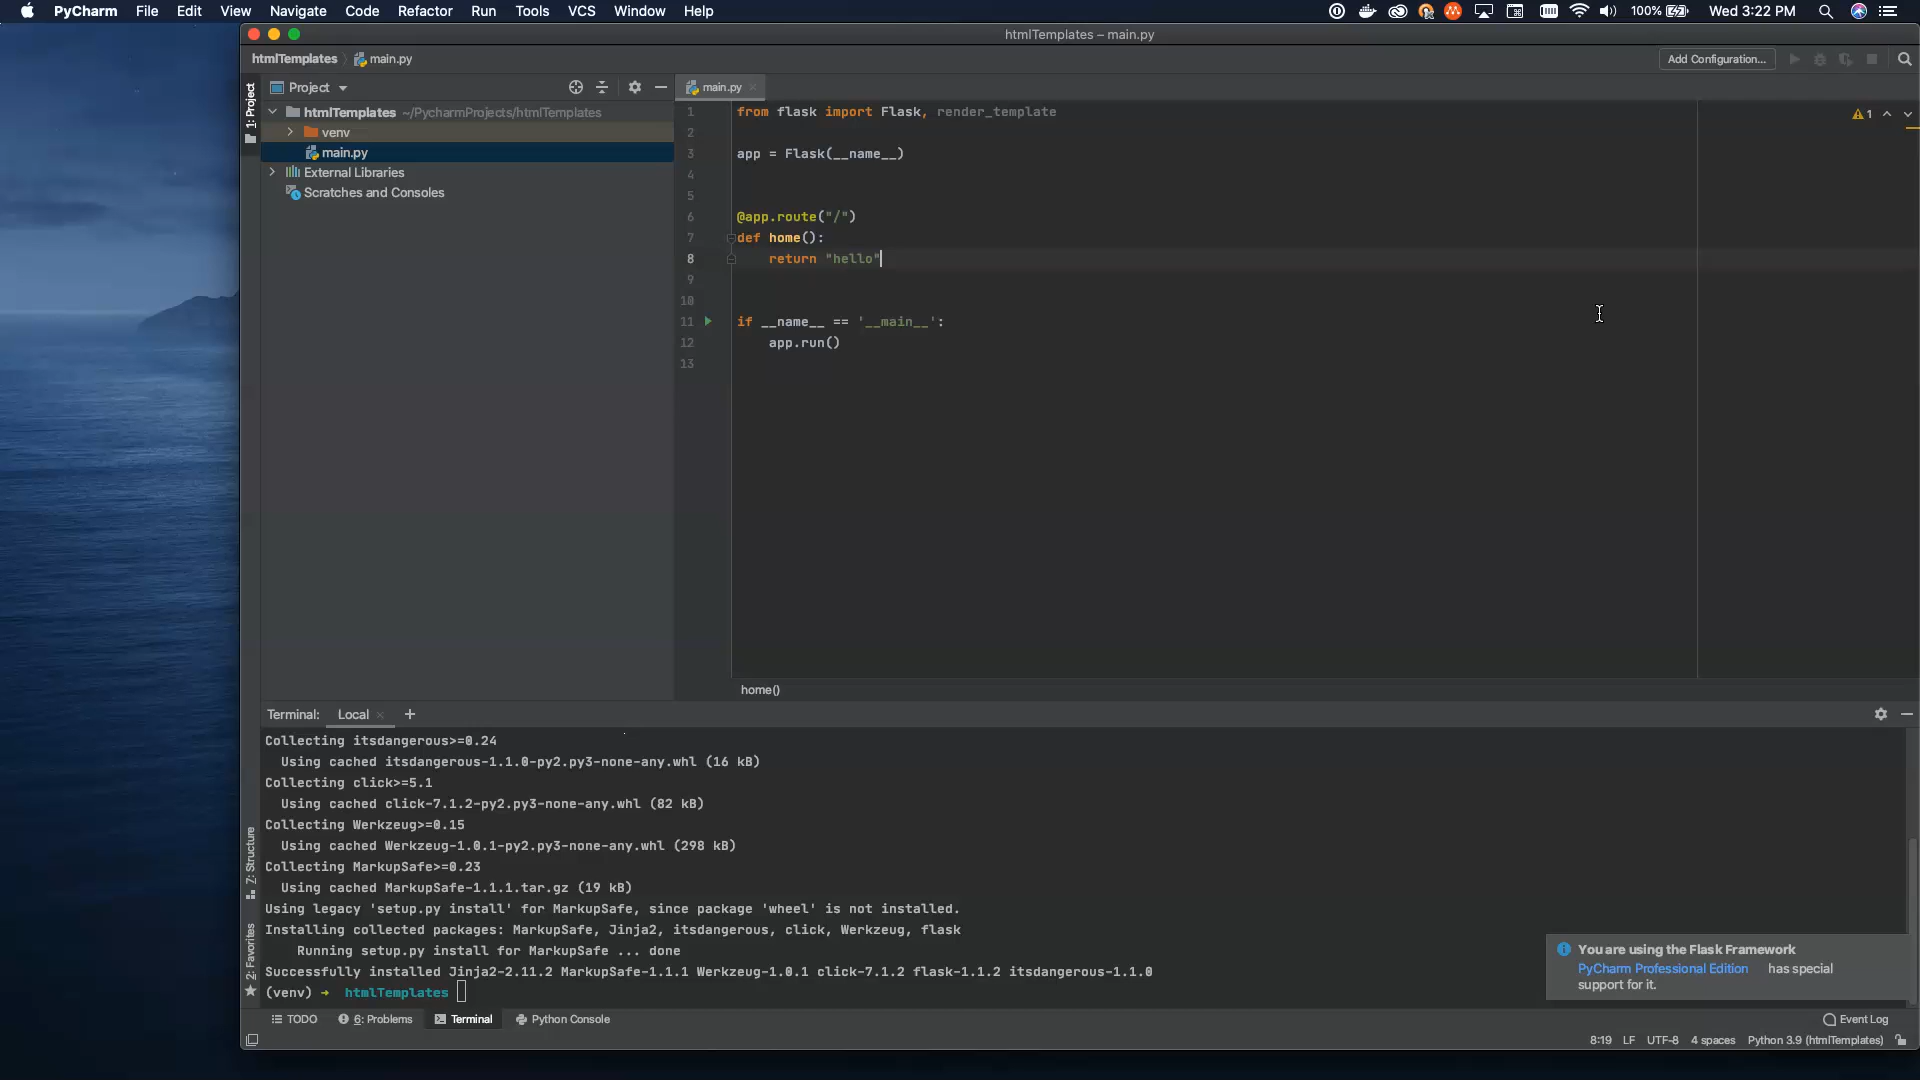 PyCharm File Edit View Navigate Code Refactor Run Tools VCS Window Help 100% Wed 3:22 PM
htmlTemplates – main.py
htmlTemplates main.py Add Configuration...
1: Project
Project
main.py
htmlTemplates ~/PycharmProjects/htmlTemplates
venv
main.py
External Libraries
Scratches and Consoles
1 from flask import Flask, render_template
2
3 app = Flask(__name__)
4
5
6 @app.route("/")
7 def home():
8 return "hello"
9
10
11 if __name__ == '__main__':
12 app.run()
13
1
home()
Terminal: Local +
Collecting itsdangerous>=0.24
Using cached itsdangerous-1.1.0-py2.py3-none-any.whl (16 kB)
Collecting click>=5.1
Using cached click-7.1.2-py2.py3-none-any.whl (82 kB)
Collecting Werkzeug>=0.15
Using cached Werkzeug-1.0.1-py2.py3-none-any.whl (298 kB)
Collecting MarkupSafe>=0.23
Using cached MarkupSafe-1.1.1.tar.gz (19 kB)
Using legacy 'setup.py install' for MarkupSafe, since package 'wheel' is not installed.
Installing collected packages: MarkupSafe, Jinja2, itsdangerous, click, Werkzeug, flask
Running setup.py install for MarkupSafe ... done
Successfully installed Jinja2-2.11.2 MarkupSafe-1.1.1 Werkzeug-1.0.1 click-7.1.2 flask-1.1.2 itsdangerous-1.1.0
(venv) → htmlTemplates
Z: Structure
2: Favorites
You are using the Flask Framework
PyCharm Professional Edition has special
support for it.
TODO 6: Problems Terminal Python Console Event Log
8:19 LF UTF-8 4 spaces Python 3.9 (htmlTemplates)